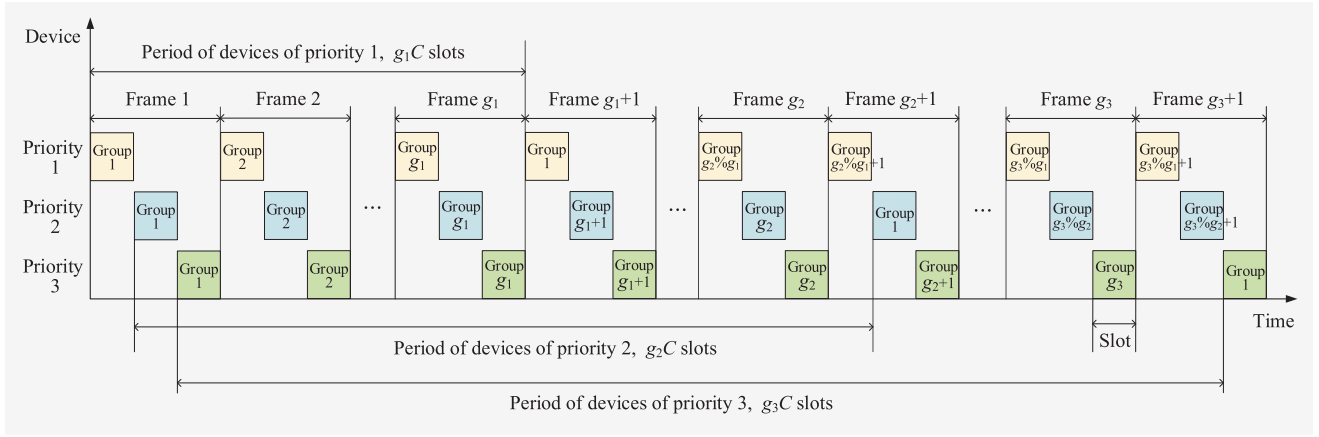 Device
Period of devices of priority 1, g₁C slots
Frame 1
Frame 2
Frame g₁
Frame g₁+1
Frame g₂
Frame g₂+1
Frame g₃
Frame g₃+1
Priority
1
Group
1
Group
2
Group
g₁
Group
1
Group
g₂%g₁
Group
g₂%g₁+1
Group
g₃%g₁
Group
g₃%g₁+1
Priority
2
Group
1
Group
2
...
Group
g₁
Group
g₁+1
...
Group
g₂
Group
1
...
Group
g₃%g₂
Group
g₃%g₂+1
Priority
3
Group
1
Group
2
Group
g₁
Group
g₁+1
Group
g₂
Group
g₂+1
Group
g₃
Group
1
Time
Slot
Period of devices of priority 2, g₂C slots
Period of devices of priority 3, g₃C slots